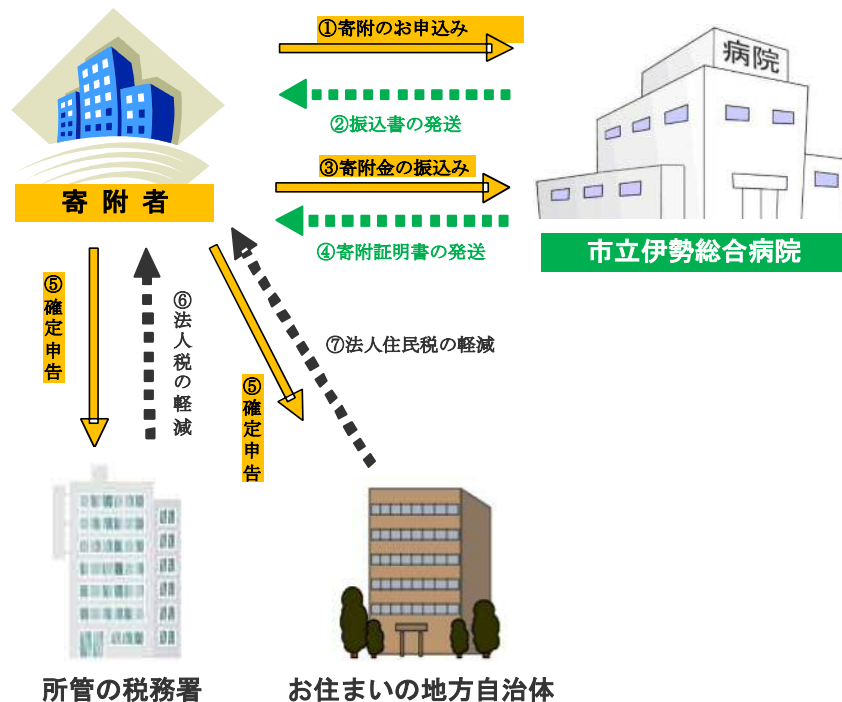 ①寄附のお申込み
病院
②振込書の発送
③寄附金の振込み
寄附者
④寄附証明書の発送
市立伊勢総合病院
⑤確定申告
⑥法人税の軽減
⑦法人住民税の軽減
⑤確定申告
所管の税務署
お住まいの地方自治体